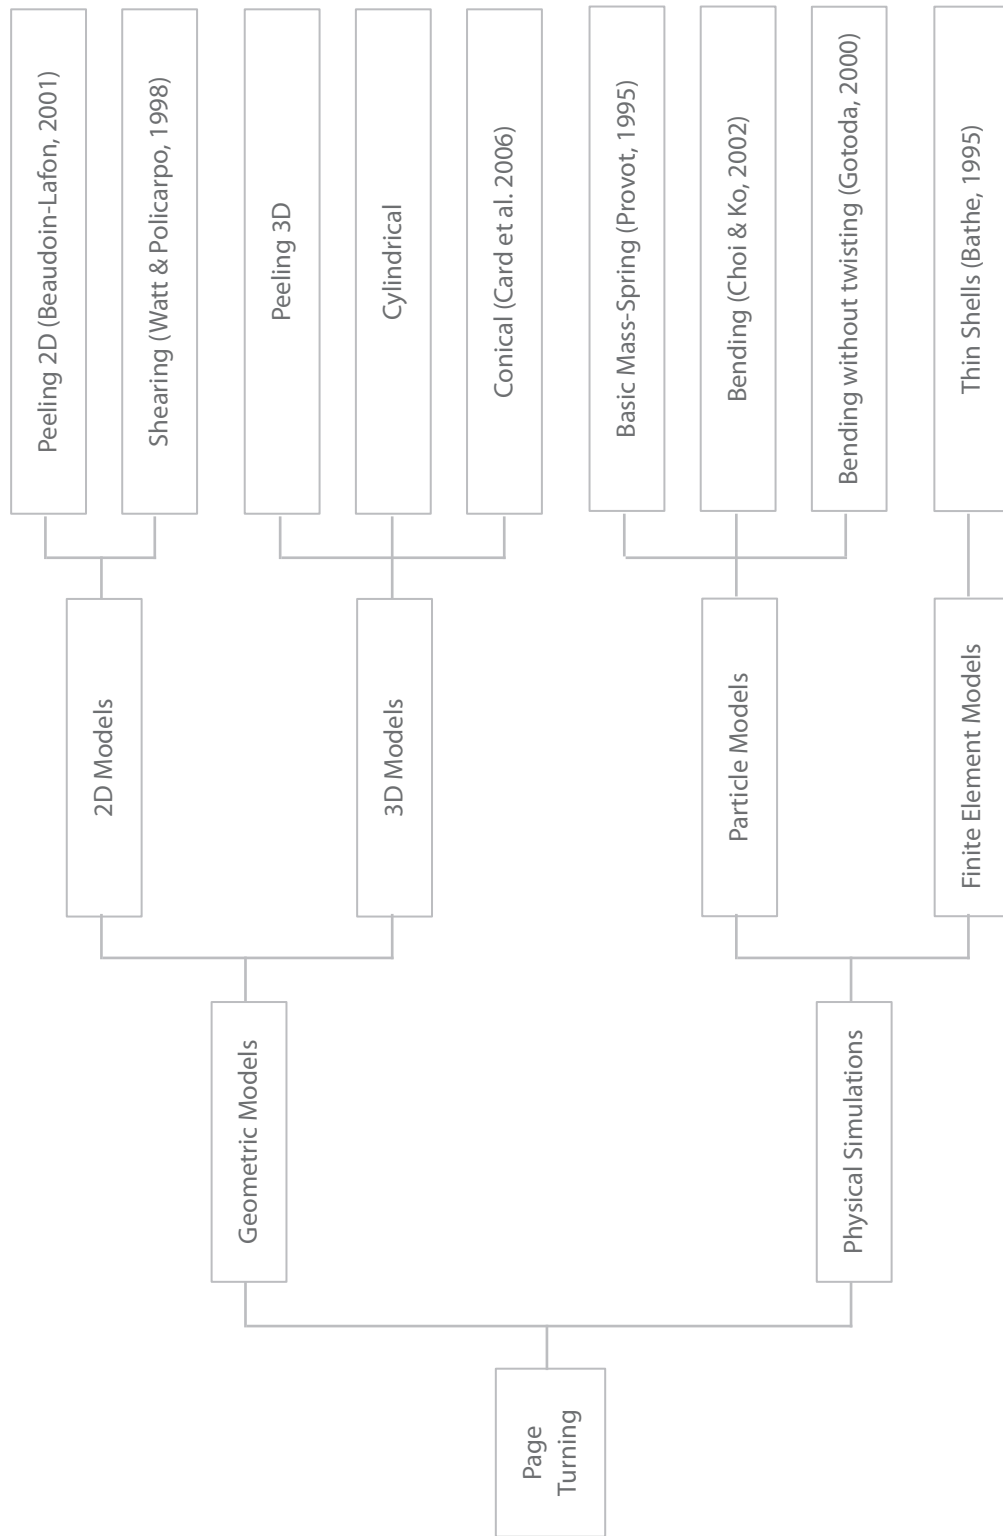 Page
Turning
Geometric Models
Physical Simulations
2D Models
3D Models
Particle Models
Finite Element Models
Peeling 2D (Beaudoin-Lafon, 2001)
Shearing (Watt & Policarpo, 1998)
Peeling 3D
Cylindrical
Conical (Card et al. 2006)
Basic Mass-Spring (Provot, 1995)
Bending (Choi & Ko, 2002)
Bending without twisting (Gotoda, 2000)
Thin Shells (Bathe, 1995)